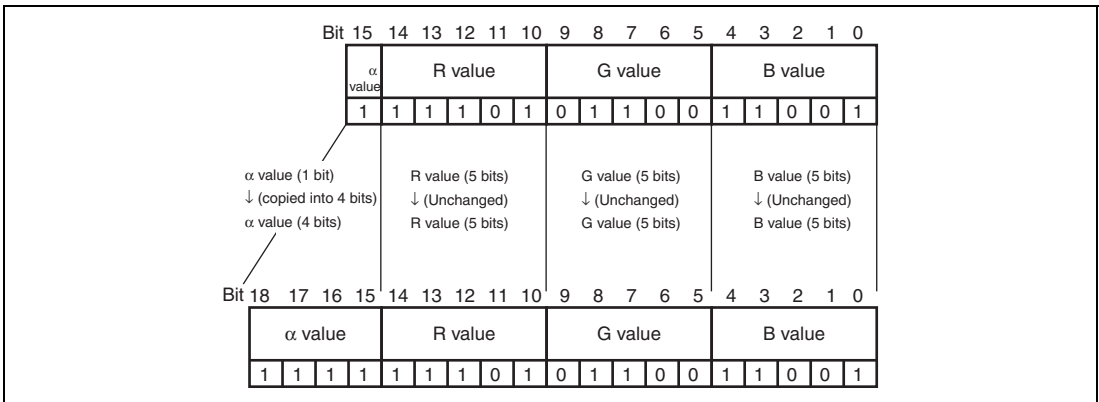 Bit 15 14 13 12 11 10 9 8 7 6 5 4 3 2 1 0
α value R value G value B value
1 1 1 1 0 1 0 1 1 0 0 1 1 0 0 1
α value (1 bit) R value (5 bits) G value (5 bits) B value (5 bits)
↓ (copied into 4 bits) ↓ (Unchanged) ↓ (Unchanged) ↓ (Unchanged)
α value (4 bits) R value (5 bits) G value (5 bits) B value (5 bits)
Bit 18 17 16 15 14 13 12 11 10 9 8 7 6 5 4 3 2 1 0
α value R value G value B value
1 1 1 1 1 1 1 0 1 0 1 1 0 0 1 1 0 0 1